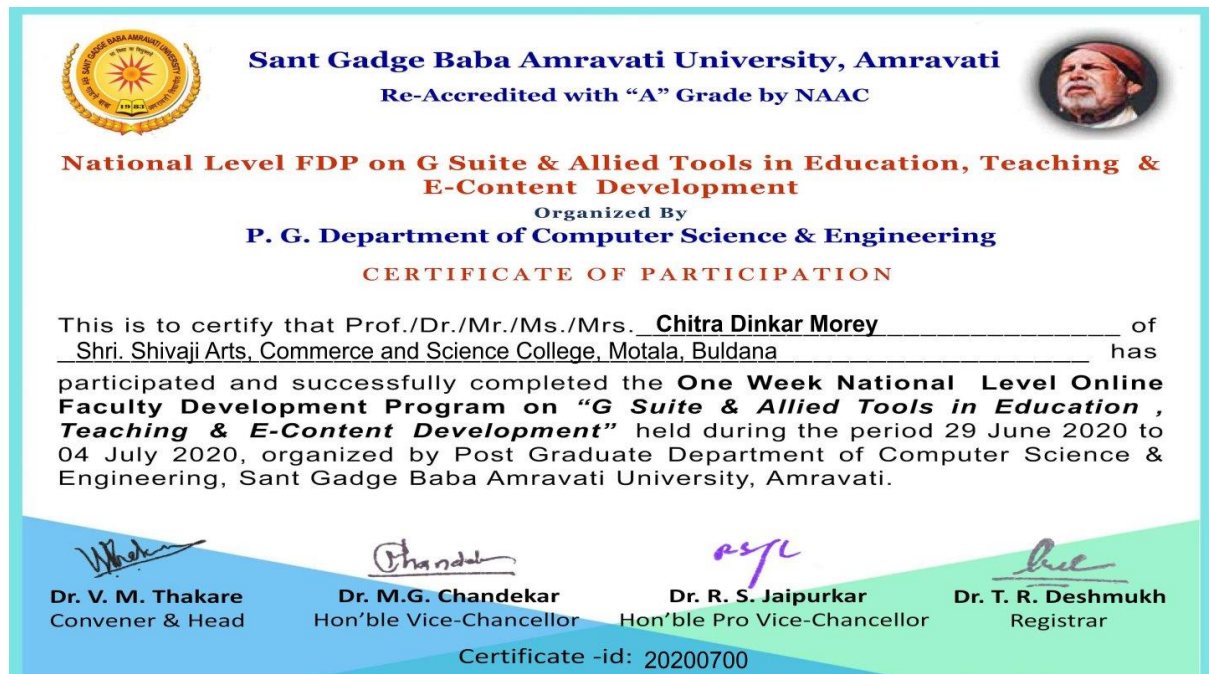 Sant Gadge Baba Amravati University, Amravati
Re-Accredited with “A” Grade by NAAC
National Level FDP on G Suite & Allied Tools in Education, Teaching &
E-Content Development
Organized By
P. G. Department of Computer Science & Engineering
CERTIFICATE OF PARTICIPATION
This is to certify that Prof./Dr./Mr./Ms./Mrs. Chitra Dinkar Morey of
Shri. Shivaji Arts, Commerce and Science College, Motala, Buldana has
participated and successfully completed the One Week National Level Online
Faculty Development Program on “G Suite & Allied Tools in Education ,
Teaching & E-Content Development” held during the period 29 June 2020 to
04 July 2020, organized by Post Graduate Department of Computer Science &
Engineering, Sant Gadge Baba Amravati University, Amravati.
Dr. V. M. Thakare Dr. M.G. Chandekar Dr. R. S. Jaipurkar Dr. T. R. Deshmukh
Convener & Head Hon’ble Vice-Chancellor Hon’ble Pro Vice-Chancellor Registrar
Certificate -id: 20200700
SANT GADGE BABA AMRAVATI UNIVERSITY
1983